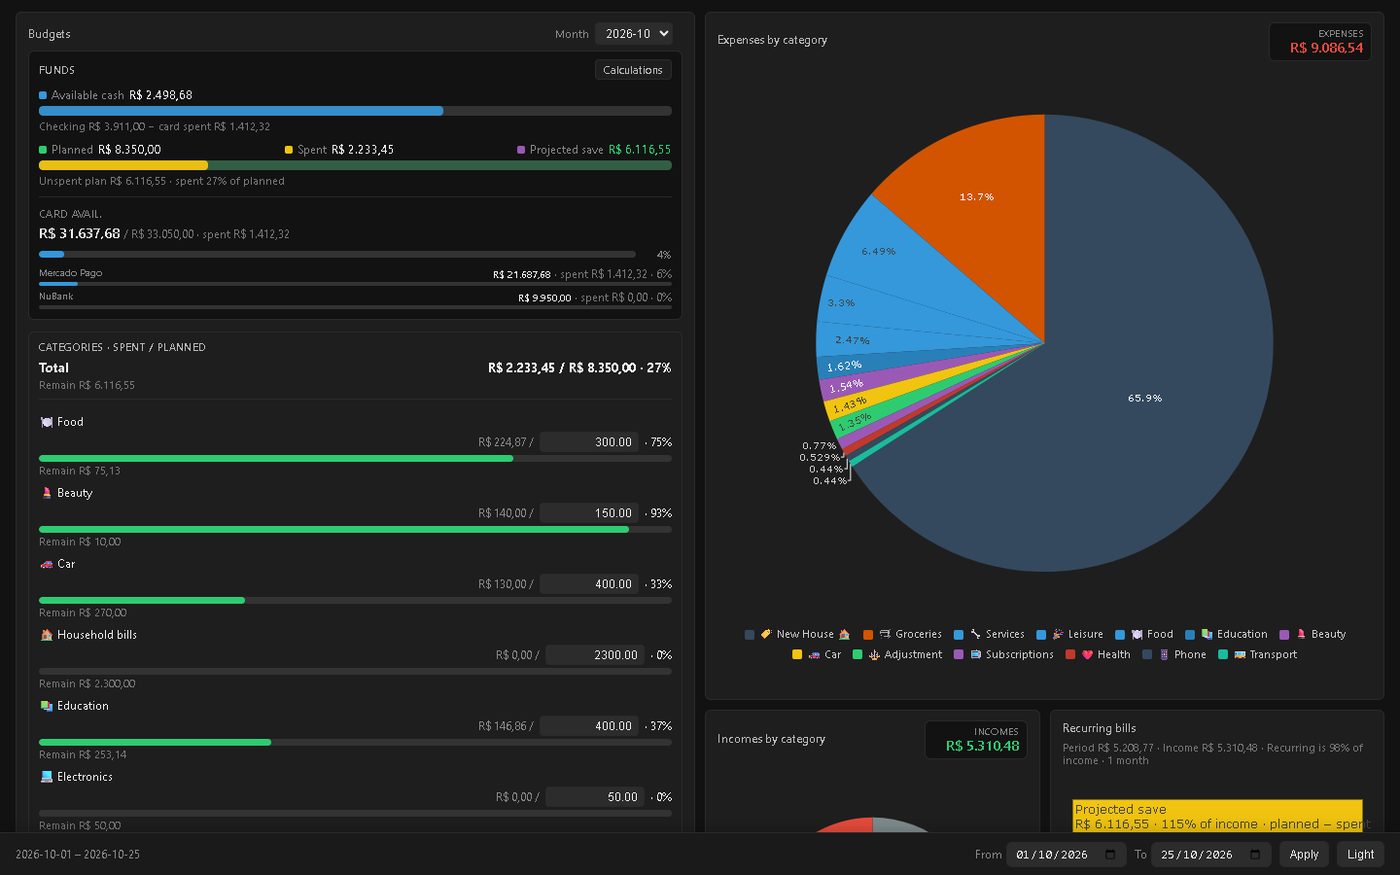 Budgets
Month 2026-10
FUNDS
Calculations
Available cash R$ 2.498,68
Checking R$ 3.911,00 − card spent R$ 1.412,32
Planned R$ 8.350,00 Spent R$ 2.233,45 Projected save R$ 6.116,55
Unspent plan R$ 6.116,55 · spent 27% of planned
CARD AVAIL.
R$ 31.637,68 / R$ 33.050,00 · spent R$ 1.412,32
4%
Mercado Pago R$ 21.687,68 · spent R$ 1.412,32 · 6%
NuBank R$ 9.950,00 · spent R$ 0,00 · 0%
CATEGORIES · SPENT / PLANNED
Total R$ 2.233,45 / R$ 8.350,00 · 27%
Remain R$ 6.116,55
Food
R$ 224,87 / 300.00 · 75%
Remain R$ 75,13
Beauty
R$ 140,00 / 150.00 · 93%
Remain R$ 10,00
Car
R$ 130,00 / 400.00 · 33%
Remain R$ 270,00
Household bills
R$ 0,00 / 2300.00 · 0%
Remain R$ 2.300,00
Education
R$ 146,86 / 400.00 · 37%
Remain R$ 253,14
Electronics
R$ 0,00 / 50.00 · 0%
Remain R$ 50,00
Expenses by category
EXPENSES
R$ 9.086,54
13.7%
6.49%
3.3%
2.47%
1.62%
1.54%
1.43%
1.35%
0.77%
0.529%
0.44%
0.44%
65.9%
New House Groceries Services Leisure Food Education Beauty
Car Adjustment Subscriptions Health Phone Transport
Incomes by category
INCOMES
R$ 5.310,48
Recurring bills
Period R$ 5.208,77 · Income R$ 5.310,48 · Recurring is 98% of
income · 1 month
Projected save
R$ 6.116,55 · 115% of income · planned − spent
2026-10-01 – 2026-10-25
From 01/10/2026 To 25/10/2026 Apply Light